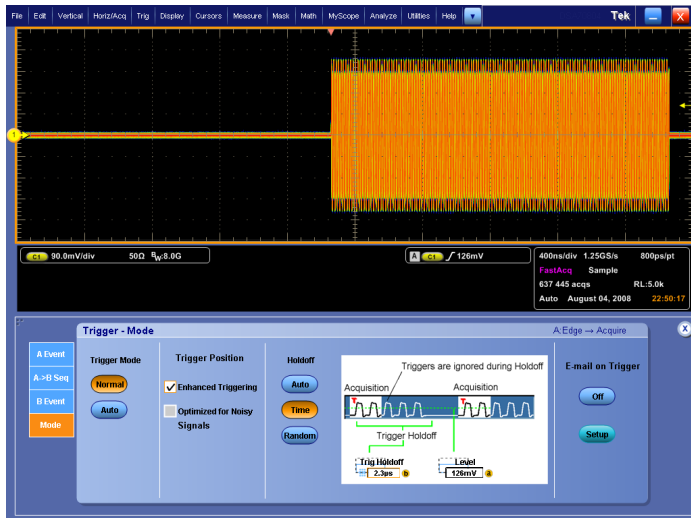 File Edit Vertical Horiz/Acq Trig Display Cursors Measure Mask Math MyScope Analyze Utilities Help Tek X
1
C1 90.0mV/div 50Ω BW:8.0G
A C1 126mV
400ns/div 1.25GS/s 800ps/pt
FastAcq Sample
637 445 acqs RL:5.0k
Auto August 04, 2008 22:50:17
Trigger - Mode A:Edge → Acquire X
A Event
A->B Seq
B Event
Mode
Trigger Mode
Normal
Auto
Trigger Position
Enhanced Triggering
Optimized for Noisy
Signals
Holdoff
Auto
Time
Random
Triggers are ignored during Holdoff
Acquisition Acquisition
T T
Trigger Holdoff
Trig Holdoff
2.3µs b
Level
126mV a
E-mail on Trigger
Off
Setup